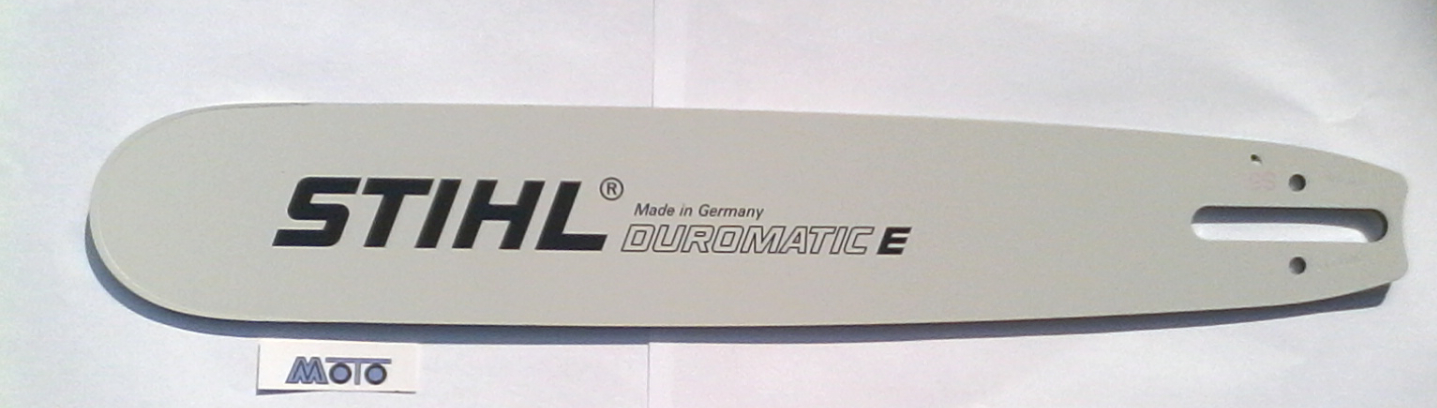 STIHL®
Made in Germany
DUROMATIC E
MOTO